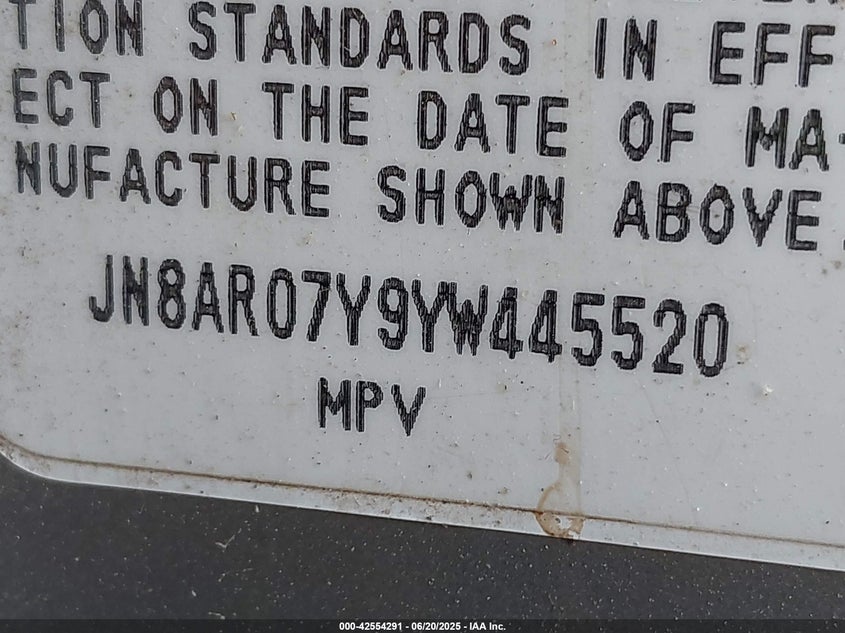 TION STANDARDS IN EFF
ECT ON THE DATE OF MA-
NUFACTURE SHOWN ABOVE.
JN8AR07Y9YW445520
MPV
000-42554291 - 06/20/2025 - IAA Inc.